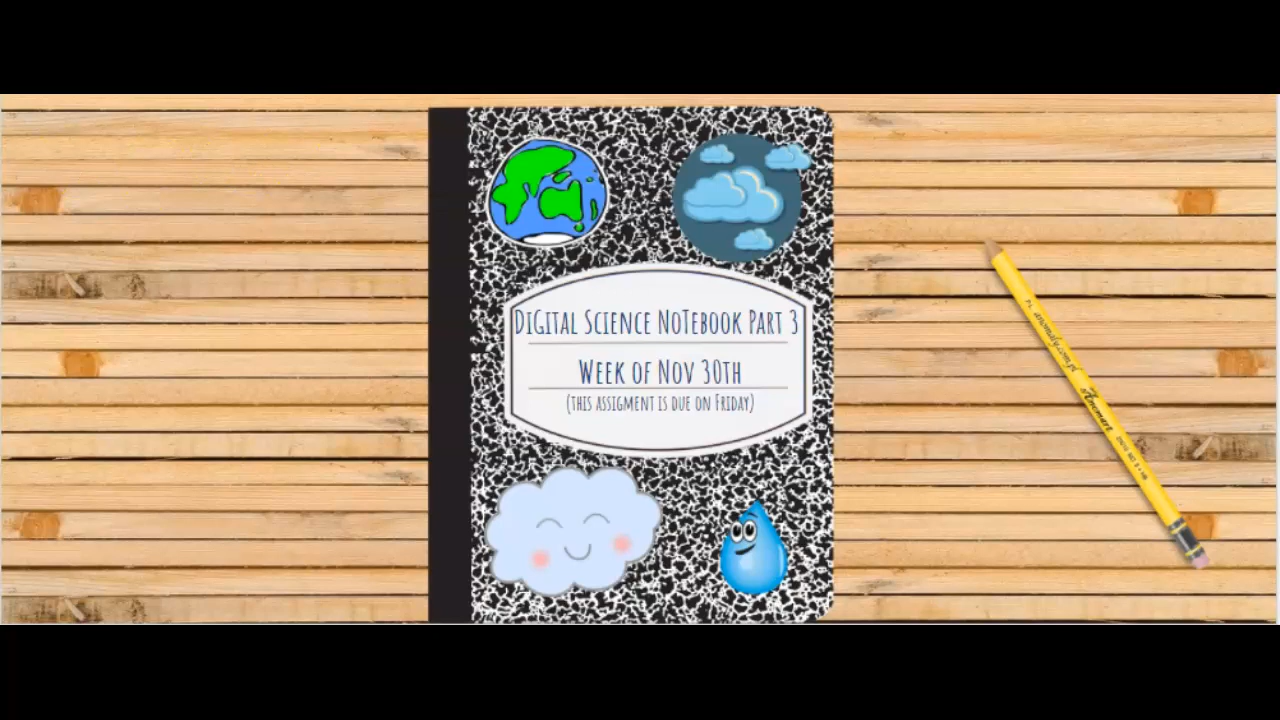 DiGital Science NoTebook Part 3
Week of Nov 30th
(this assigment is due on Friday)